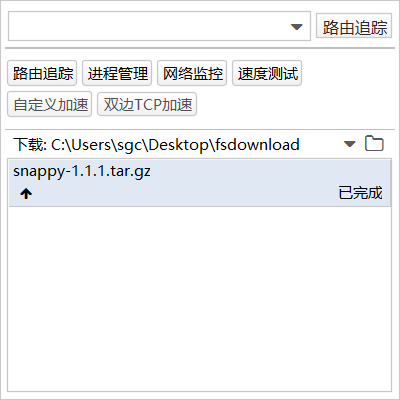 路由追踪
路由追踪 进程管理 网络监控 速度测试
自定义加速 双边TCP加速
下载: C:\Users\sgc\Desktop\fsdownload
snappy-1.1.1.tar.gz
已完成